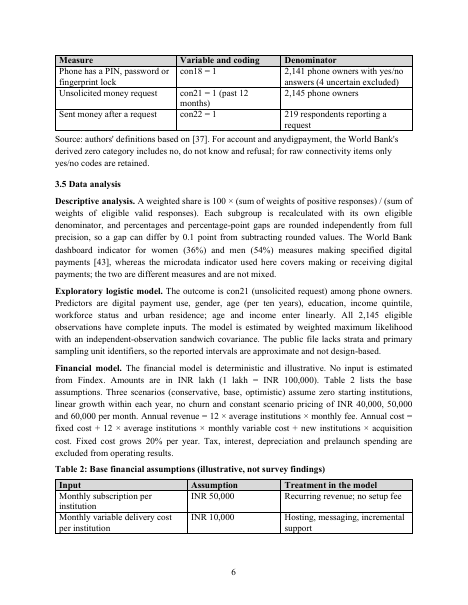 Measure Variable and coding Denominator
Phone has a PIN, password or con18 = 1 2,141 phone owners with yes/no
fingerprint lock answers (4 uncertain excluded)
Unsolicited money request con21 = 1 (past 12 2,145 phone owners
months)
Sent money after a request con22 = 1 219 respondents reporting a
request
Source: authors' definitions based on [37]. For account and anydigpayment, the World Bank's
derived zero category includes no, do not know and refusal; for raw connectivity items only
yes/no codes are retained.
3.5 Data analysis
Descriptive analysis. A weighted share is 100 × (sum of weights of positive responses) / (sum of
weights of eligible valid responses). Each subgroup is recalculated with its own eligible
denominator, and percentages and percentage-point gaps are rounded independently from full
precision, so a gap can differ by 0.1 point from subtracting rounded values. The World Bank
dashboard indicator for women (36%) and men (54%) measures making specified digital
payments [43], whereas the microdata indicator used here covers making or receiving digital
payments; the two are different measures and are not mixed.
Exploratory logistic model. The outcome is con21 (unsolicited request) among phone owners.
Predictors are digital payment use, gender, age (per ten years), education, income quintile,
workforce status and urban residence; age and income enter linearly. All 2,145 eligible
observations have complete inputs. The model is estimated by weighted maximum likelihood
with an independent-observation sandwich covariance. The public file lacks strata and primary
sampling unit identifiers, so the reported intervals are approximate and not design-based.
Financial model. The financial model is deterministic and illustrative. No input is estimated
from Findex. Amounts are in INR lakh (1 lakh = INR 100,000). Table 2 lists the base
assumptions. Three scenarios (conservative, base, optimistic) assume zero starting institutions,
linear growth within each year, no churn and constant scenario pricing of INR 40,000, 50,000
and 60,000 per month. Annual revenue = 12 × average institutions × monthly fee. Annual cost =
fixed cost + 12 × average institutions × monthly variable cost + new institutions × acquisition
cost. Fixed cost grows 20% per year. Tax, interest, depreciation and prelaunch spending are
excluded from operating results.
Table 2: Base financial assumptions (illustrative, not survey findings)
Input Assumption Treatment in the model
Monthly subscription per INR 50,000 Recurring revenue; no setup fee
institution
Monthly variable delivery cost INR 10,000 Hosting, messaging, incremental
per institution support
6